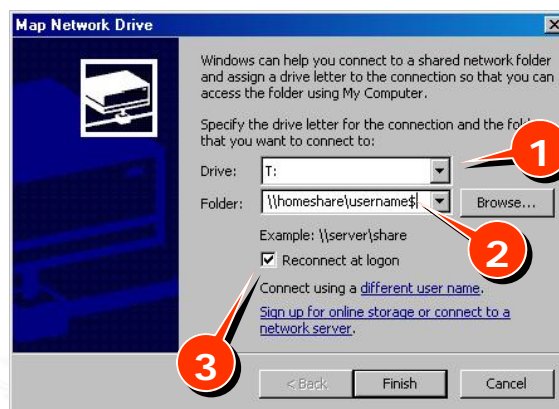 Map Network Drive
Windows can help you connect to a shared network folder
and assign a drive letter to the connection so that you can
access the folder using My Computer.
Specify the drive letter for the connection and the
that you want to connect to:
1
Drive: T:
Folder: \\homeshare\username$ Browse...
2
Example: \\server\share
Reconnect at logon
Connect using a different user name.
Sign up for online storage or connect to a
network server.
3
< Back Finish Cancel